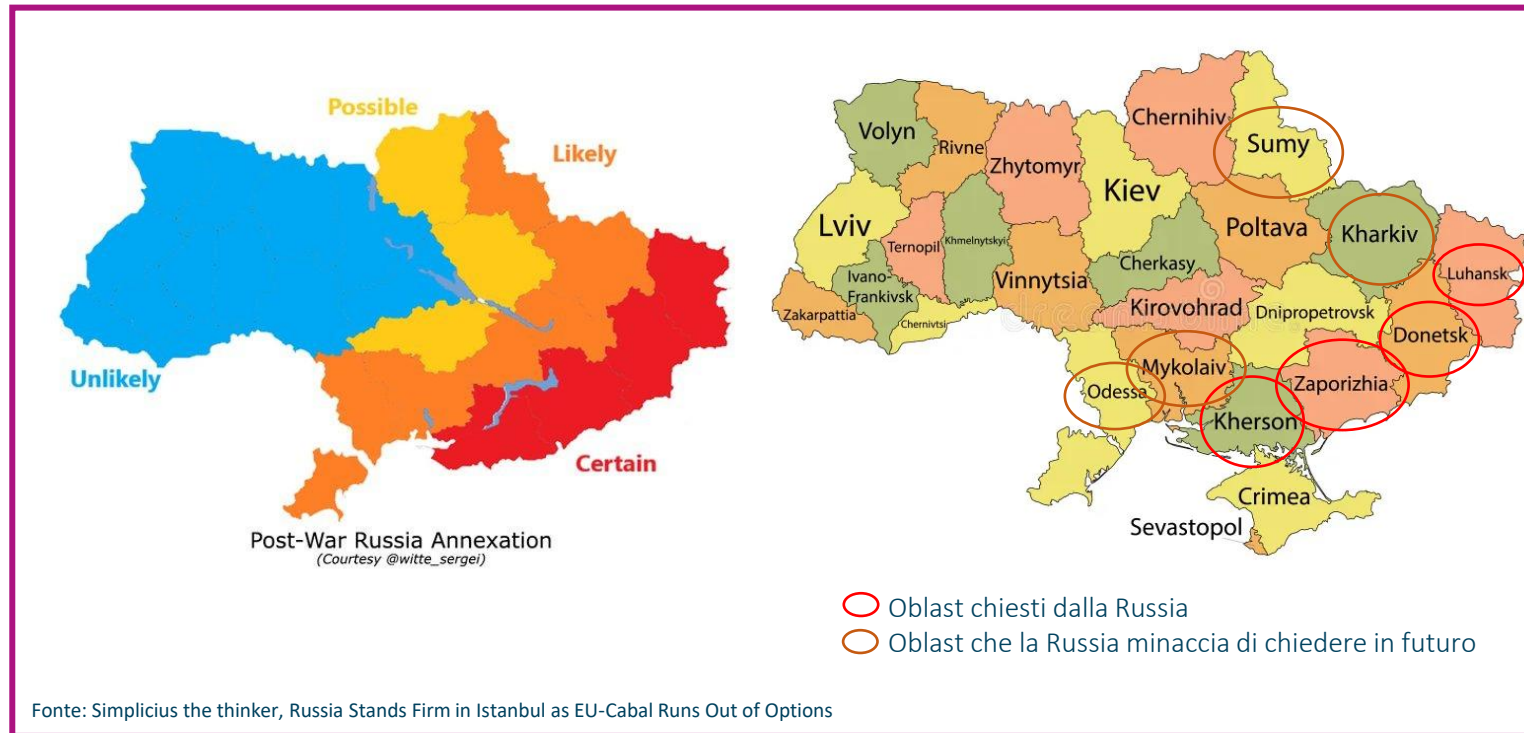 Possible
Likely
Unlikely
Certain
Post-War Russia Annexation
(Courtesy @witte_sergei)
Volyn
Rivne
Zhytomyr
Chernihiv
Sumy
Kiev
Lviv
Ternopil
Khmelnytskyi
Poltava
Kharkiv
Luhansk
Ivano-
Frankivsk
Vinnytsia
Cherkasy
Zakarpattia
Chernivtsi
Kirovohrad
Dnipropetrovsk
Donetsk
Mykolaiv
Zaporizhia
Odessa
Kherson
Crimea
Sevastopol
Oblast chiesti dalla Russia
Oblast che la Russia minaccia di chiedere in futuro
Fonte: Simplicius the thinker, Russia Stands Firm in Istanbul as EU-Cabal Runs Out of Options